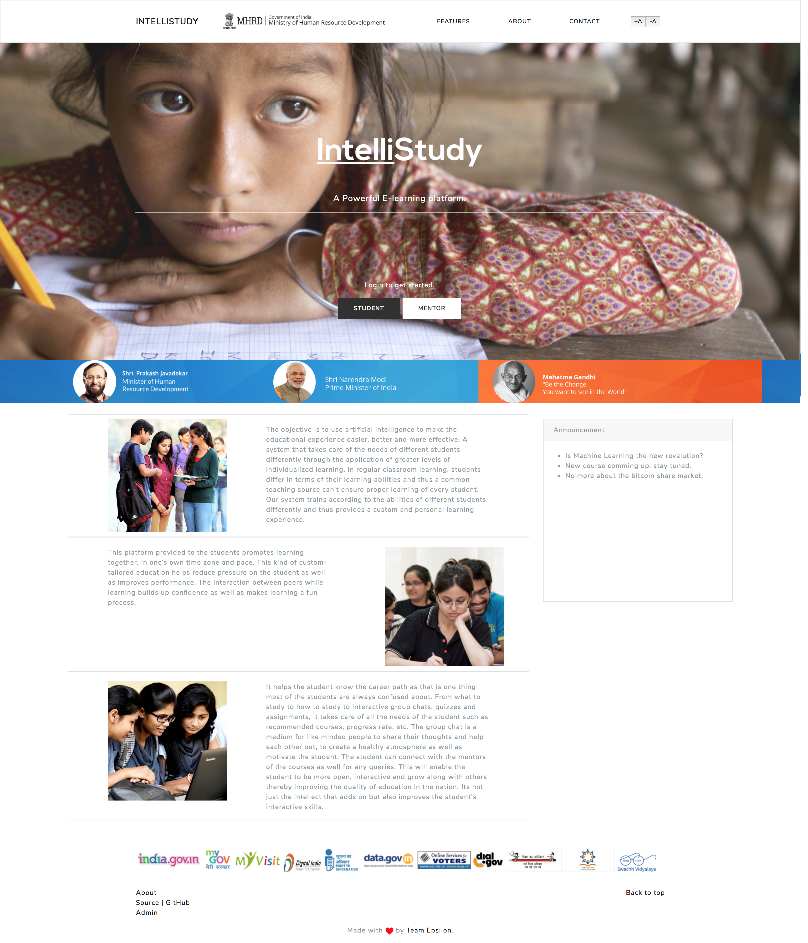 INTELLISTUDY
MHRD
Government of India
Ministry of Human Resource Development
FEATURES
ABOUT
CONTACT
+A
-A
IntelliStudy
A Powerful E-learning platform.
Login to get started.
STUDENT
MENTOR
Shri. Prakash Javadekar
Minister of Human
Resource Development
Shri Narendra Modi
Prime Minister of India
Mahatma Gandhi
"Be the Change
You want to see in the World"
The objective is to use artificial intelligence to make the
educational experience easier, better and more effective. A
system that takes care of the needs of different students
differently through the application of greater levels of
individualized learning. In regular classroom learning, students
differ in terms of their learning abilities and thus a common
teaching source can't ensure proper learning of every student.
Our system trains according to the abilities of different students
differently and thus provides a custom and personal learning
experience.
Announcement
Is Machine Learning the new revalution?
New course comming up, stay tuned.
No more about the bitcoin share market.
This platform provided to the students promotes learning
together, in one's own time zone and pace. This kind of custom-
tailored education helps reduce pressure on the student as well
as improves performance. The interaction between peers while
learning builds up confidence as well as makes learning a fun
process.
It helps the student know the career path as that is one thing
most of the students are always confused about. From what to
study to how to study to interactive group chats, quizzes and
assignments, it takes care of all the needs of the student such as
recommended courses, progress rate, etc. The group chat is a
medium for like minded people to share their thoughts and help
each other out, to create a healthy atmosphere as well as
motivate the student. The student can connect with the mentors
of the courses as well for any queries. This will enable the
student to be more open, interactive and grow along with others
thereby improving the quality of education in the nation. Its not
just the intellect that adds on but also improves the student's
interactive skills.
india.gov.in
my GOV
मेरी सरकार
MyVisit
Digital India
RIGHT TO INFORMATION
data.gov in
Online Services for VOTERS
dial.gov
Swachh Vidyalaya
About
Source | GitHub
Admin
Back to top
Made with ❤ by Team Epsilon.